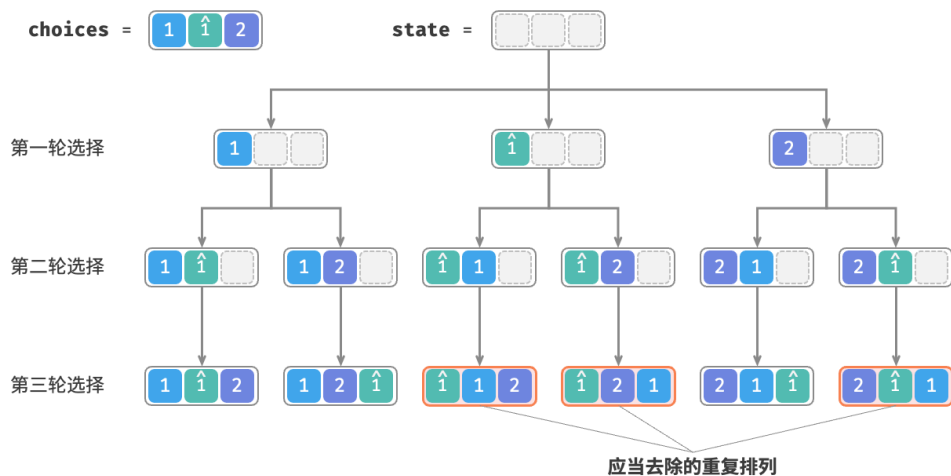 choices = 1 1̂ 2 state =
第一轮选择 1 1̂ 2
第二轮选择 1 1̂ 1 2 1̂ 1 1̂ 2 2 1 2 1̂
第三轮选择 1 1̂ 2 1 2 1̂ 1̂ 1 2 1̂ 2 1 2 1 1̂ 2 1̂ 1
应当去除的重复排列